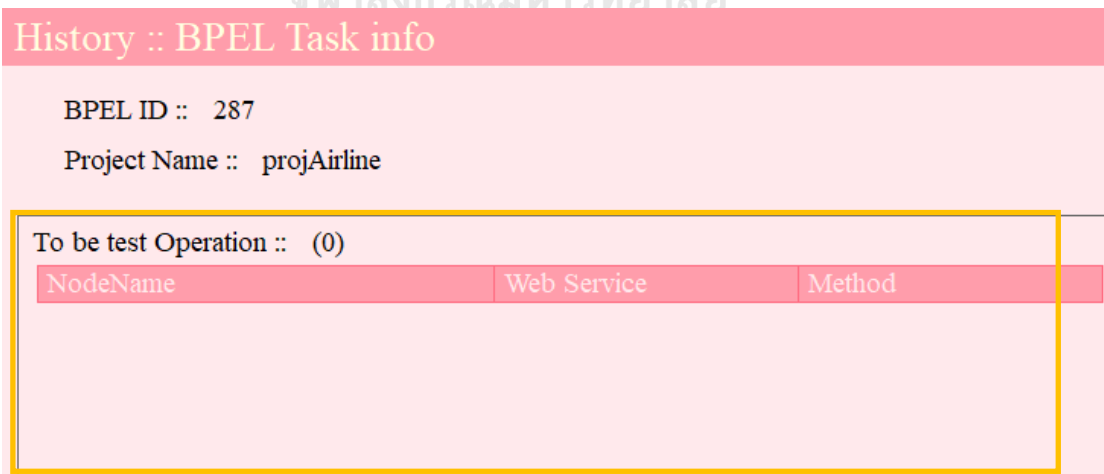 History :: BPEL Task info
BPEL ID :: 287
Project Name :: projAirline
To be test Operation :: (0)
NodeName Web Service Method